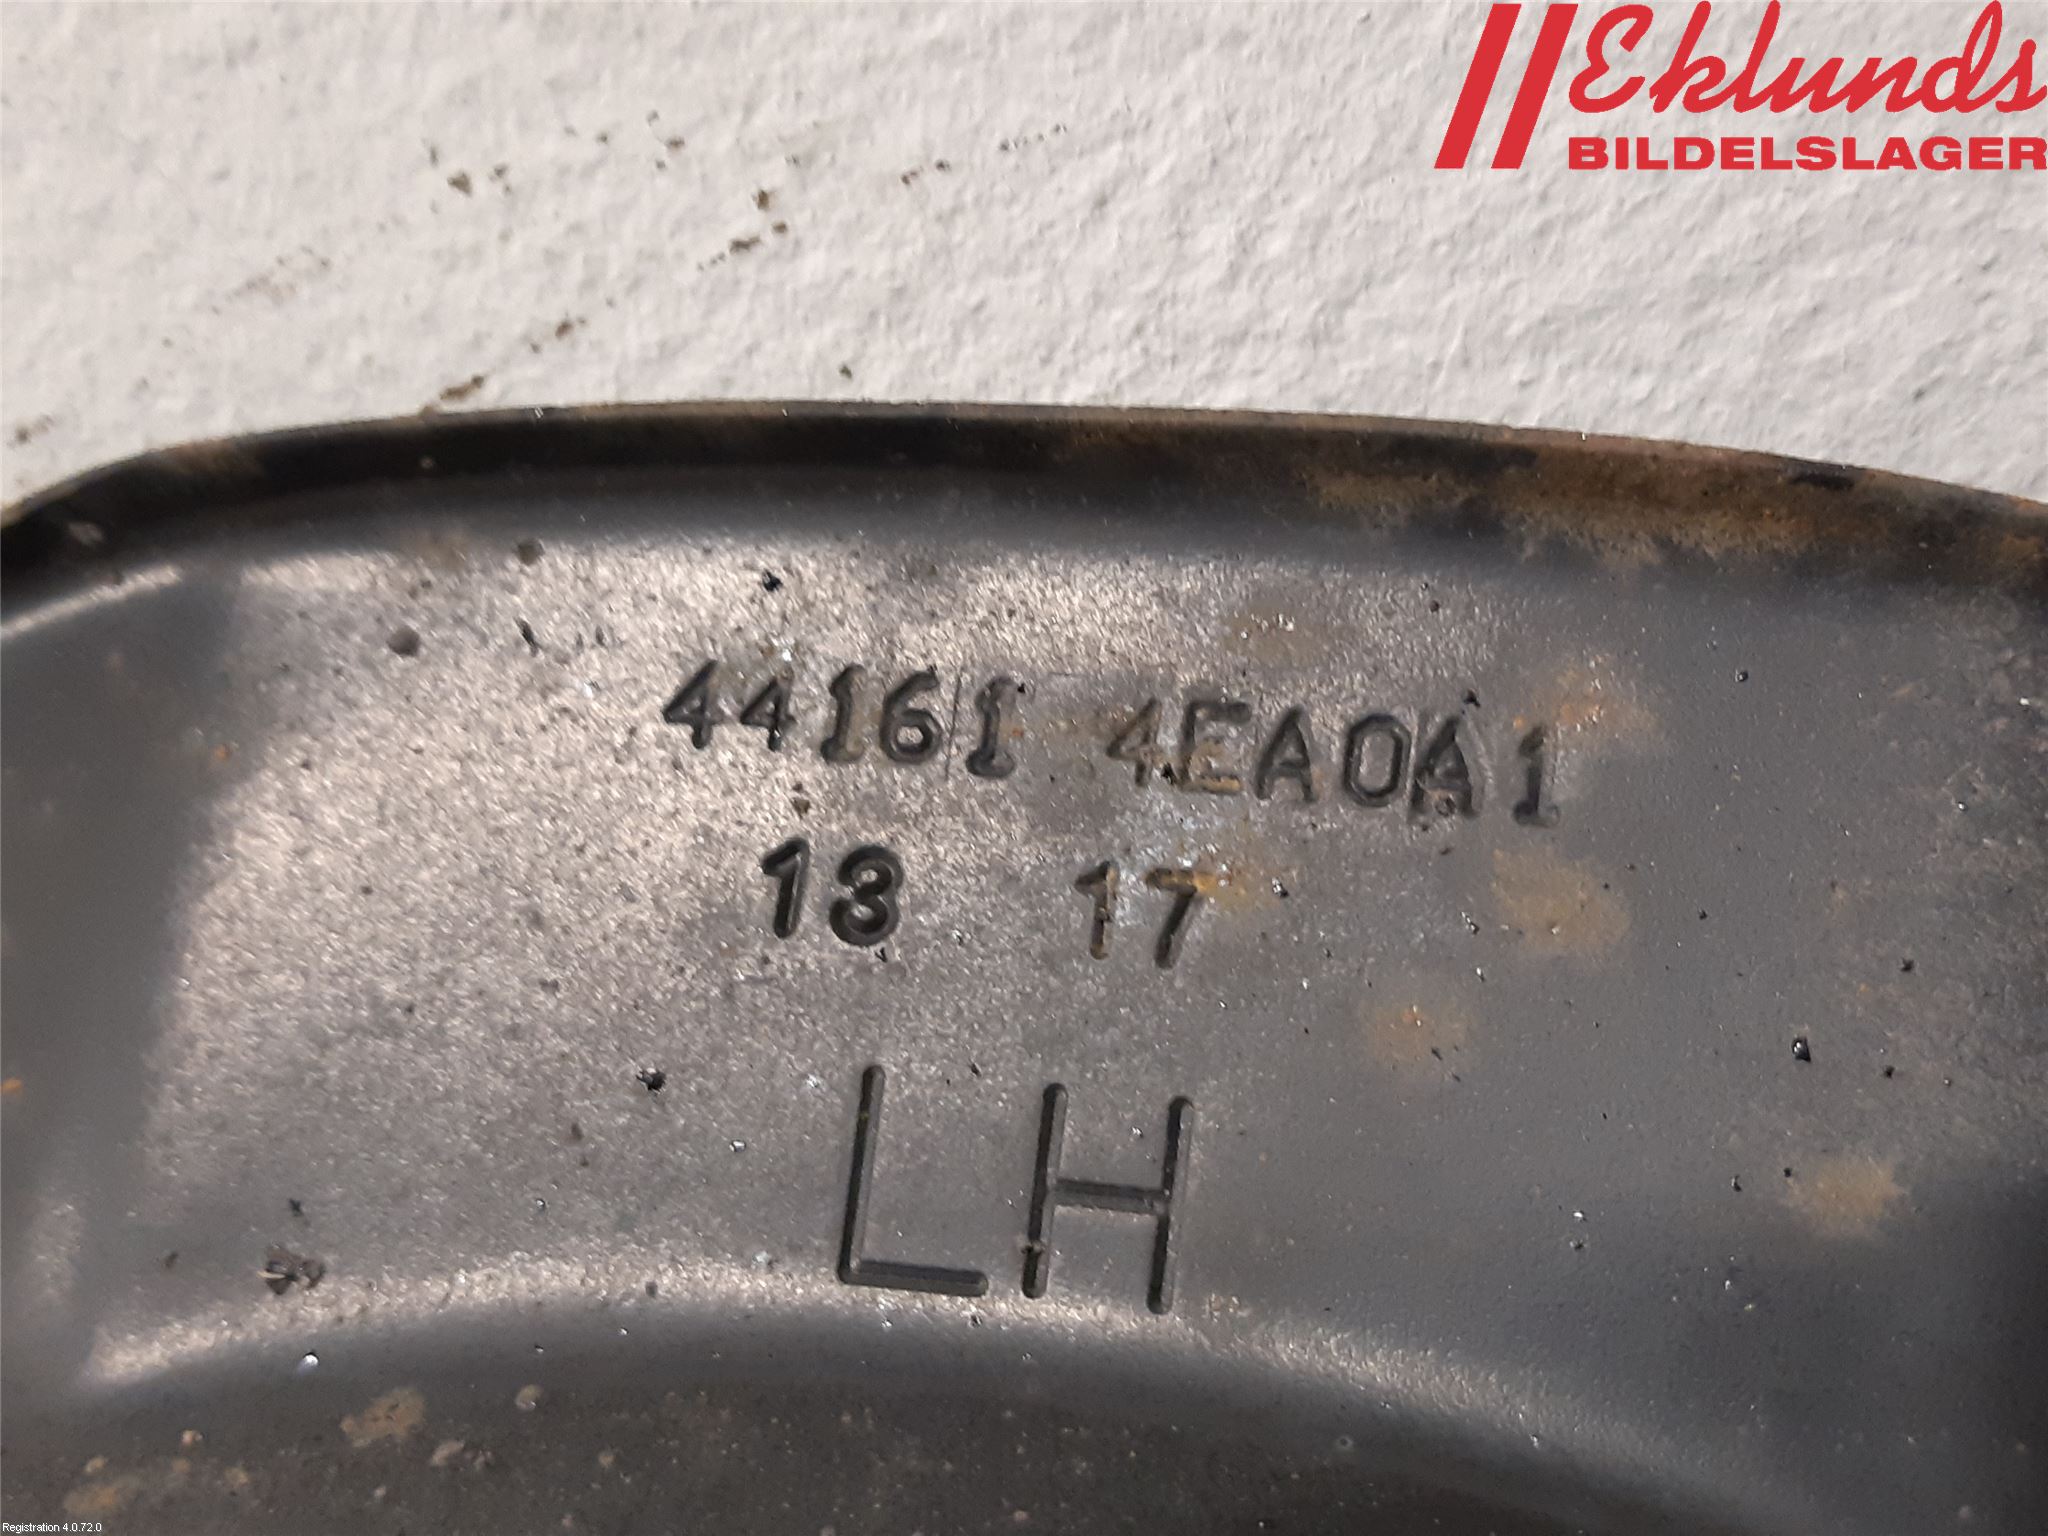 Eklunds
BILDELSLAGER
44161 4EA0A1
13 17
LH
Registration 4.0.72.0